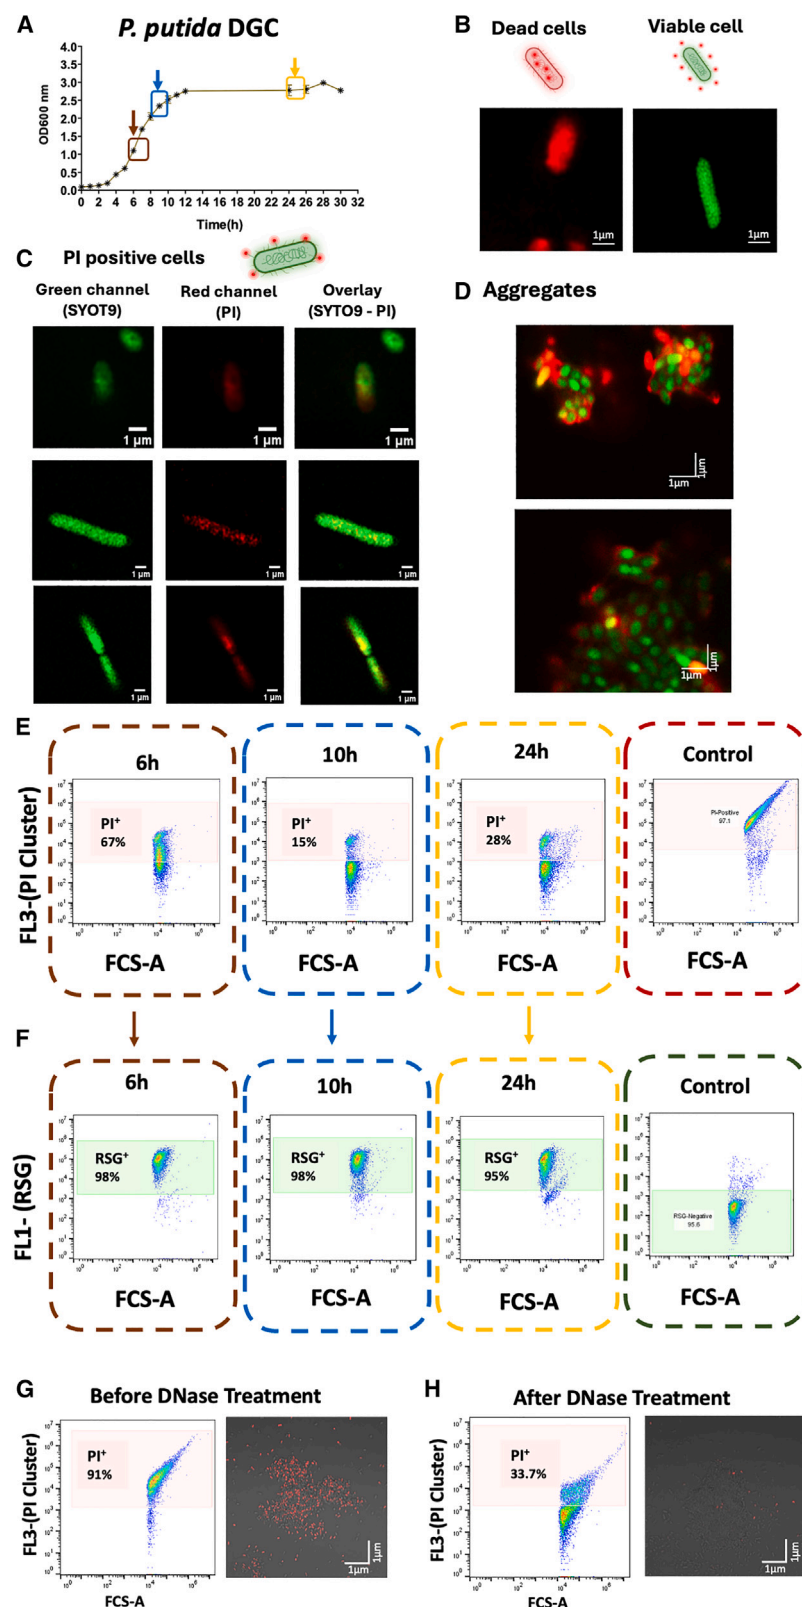 A
P. putida DGC
OD600 nm
4.0
3.5
3.0
2.5
2.0
1.5
1.0
0.5
0.0
0 2 4 6 8 10 12 14 16 18 20 22 24 26 28 30 32
Time(h)
B
Dead cells
Viable cell
1µm
1µm
C
PI positive cells
Green channel
(SYOT9)
Red channel
(PI)
Overlay
(SYTO9 - PI)
1 µm
1 µm
1 µm
1 µm
1 µm
1 µm
1 µm
1 µm
1 µm
D
Aggregates
1µm
1µm
1µm
1µm
E
FL3-(PI Cluster)
6h
PI+
67%
FCS-A
10h
PI+
15%
FCS-A
24h
PI+
28%
FCS-A
Control
PI-Positive
97.1
FCS-A
F
FL1- (RSG)
6h
RSG+
98%
FCS-A
10h
RSG+
98%
FCS-A
24h
RSG+
95%
FCS-A
Control
RSG-Negative
95.6
FCS-A
G
Before DNase Treatment
FL3-(PI Cluster)
PI+
91%
FCS-A
1µm
1µm
H
After DNase Treatment
FL3-(PI Cluster)
PI+
33.7%
FCS-A
1µm
1µm